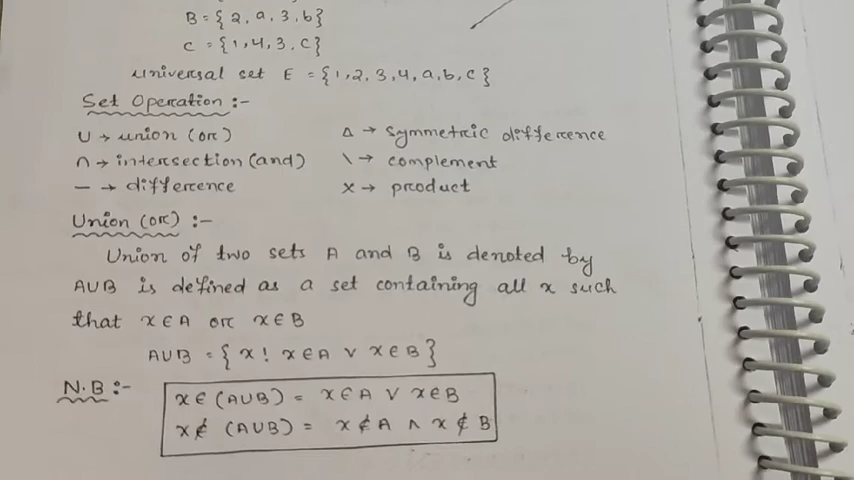 B = {2, a, 3, b}
C = {1, 4, 3, c}
universal set E = {1, 2, 3, 4, a, b, c}
Set Operation :-
∪ → union (or)
∆ → Symmetric difference
∩ → intersection (and)
\ → complement
— → difference
× → product
Union (or) :-
Union of two sets A and B is denoted by
A∪B is defined as a set containing all x such
that x∈A or x∈B
A∪B = {x ! x∈A ∨ x∈B}
N.B :-
x∈(A∪B) = x∈A ∨ x∈B
x∉ (A∪B) = x∉A ∧ x∉B